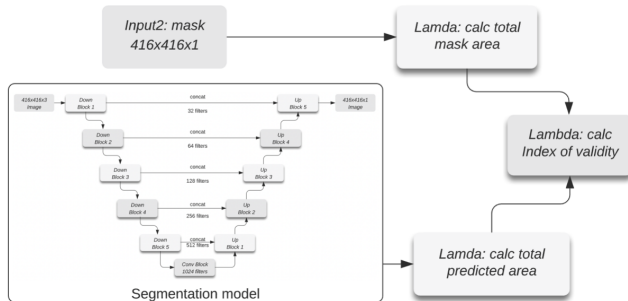 Input2: mask
416x416x1
Lamda: calc total
mask area
Lambda: calc
Index of validity
Lamda: calc total
predicted area
416x416x3
image
Down
Block 1
concat
32 filters
Up
Block 5
416x416x1
image
Down
Block 2
concat
64 filters
Up
Block 4
Down
Block 3
concat
128 filters
Up
Block 3
Down
Block 4
concat
256 filters
Up
Block 2
Down
Block 5
concat
512 filters
Up
Block 1
Conv Block
1024 filters
Segmentation model